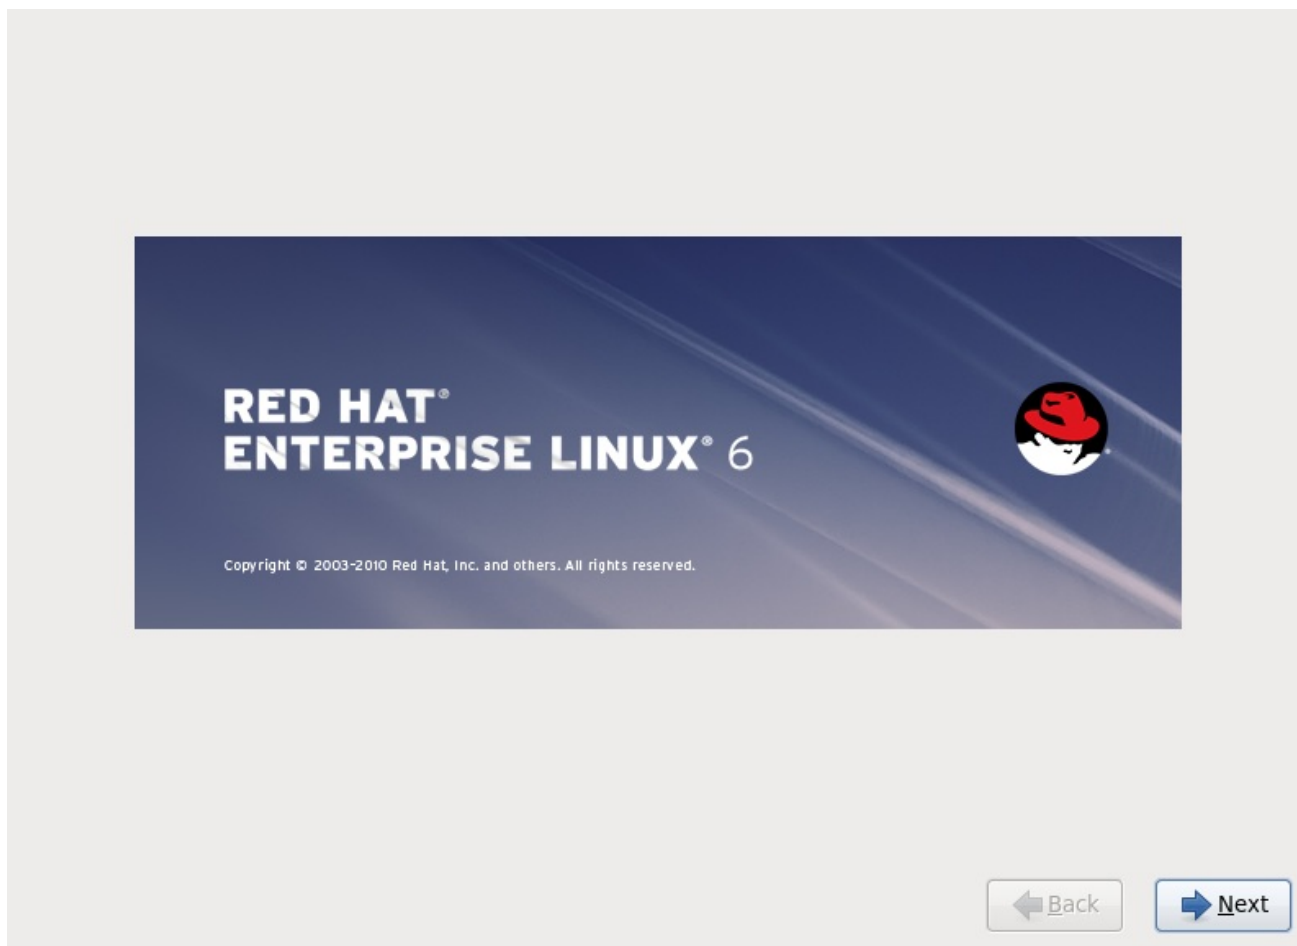 RED HAT®
ENTERPRISE LINUX® 6
Copyright © 2003-2010 Red Hat, Inc. and others. All rights reserved.
Back
Next